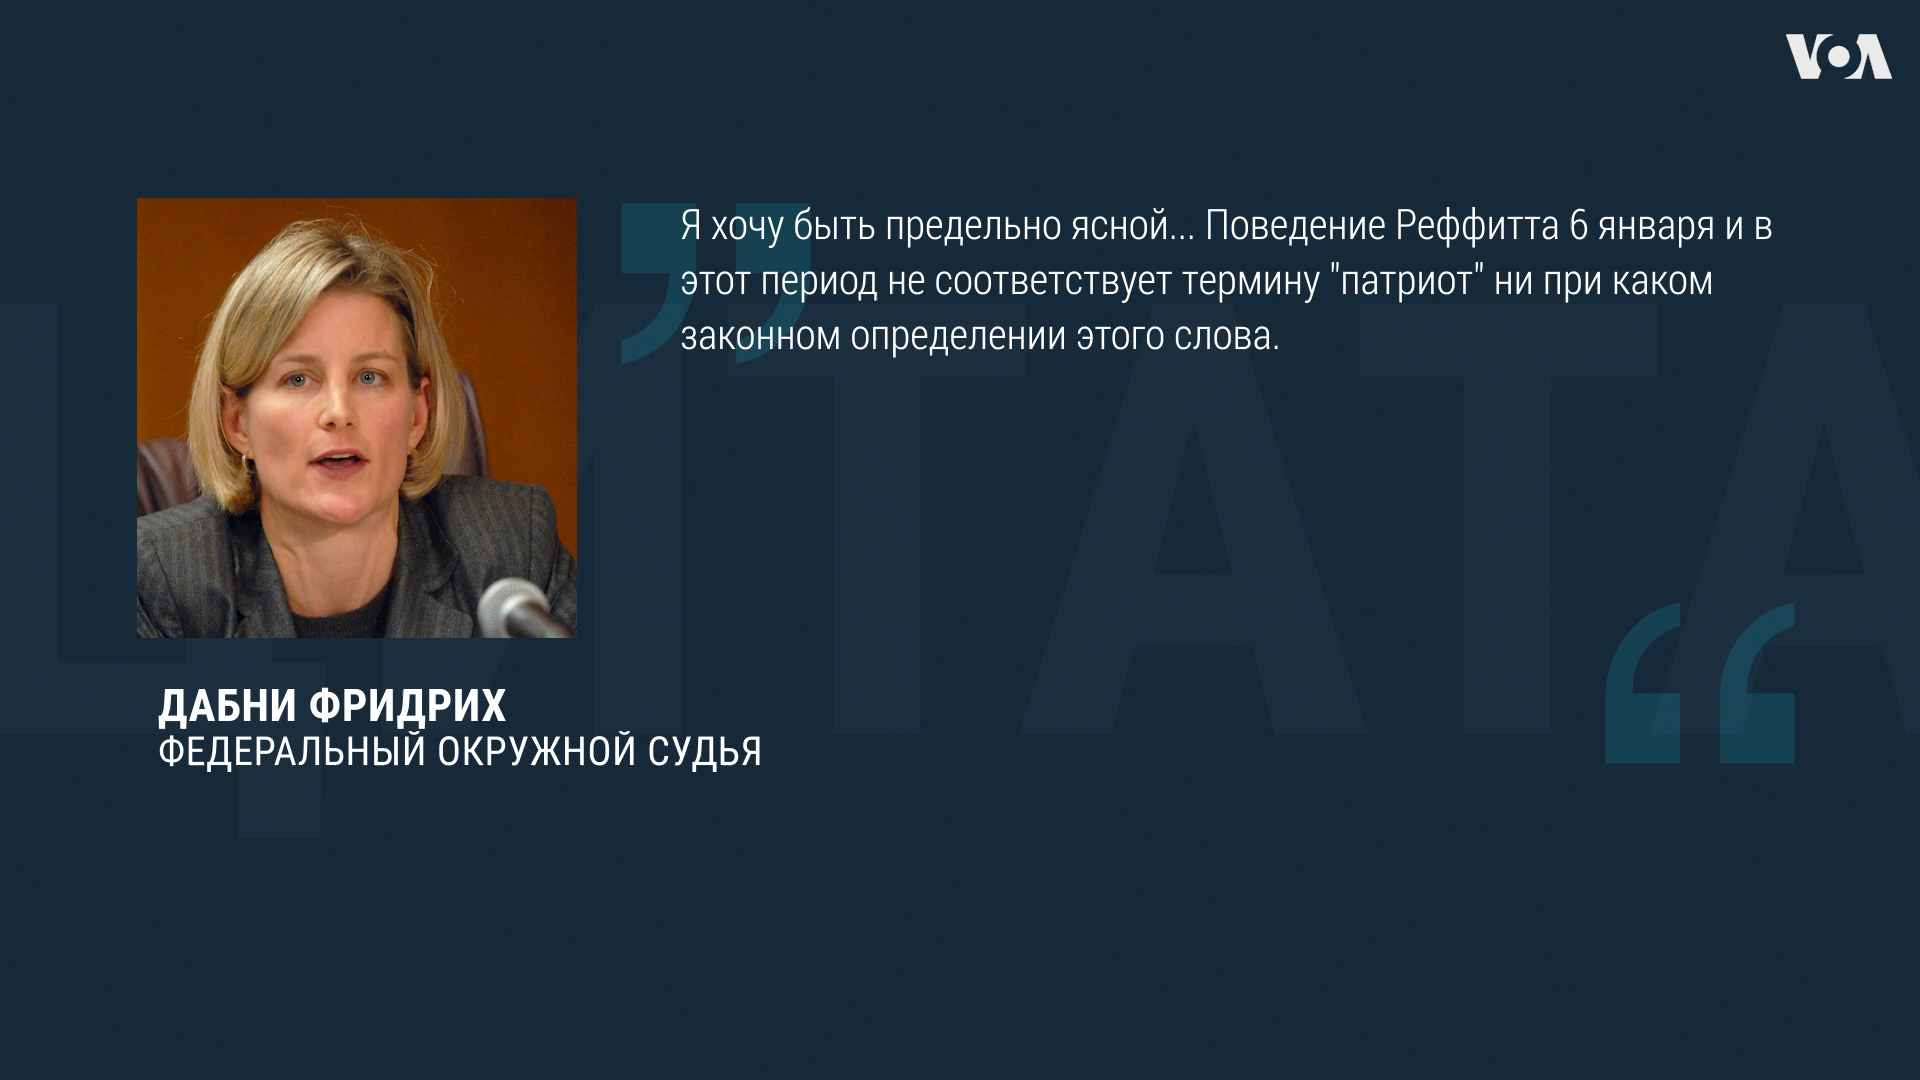 VOA
Я хочу быть предельно ясной... Поведение Реффитта 6 января и в
этот период не соответствует термину "патриот" ни при каком
законном определении этого слова.
ЦИТАТА
ДАБНИ ФРИДРИХ
ФЕДЕРАЛЬНЫЙ ОКРУЖНОЙ СУДЬЯ